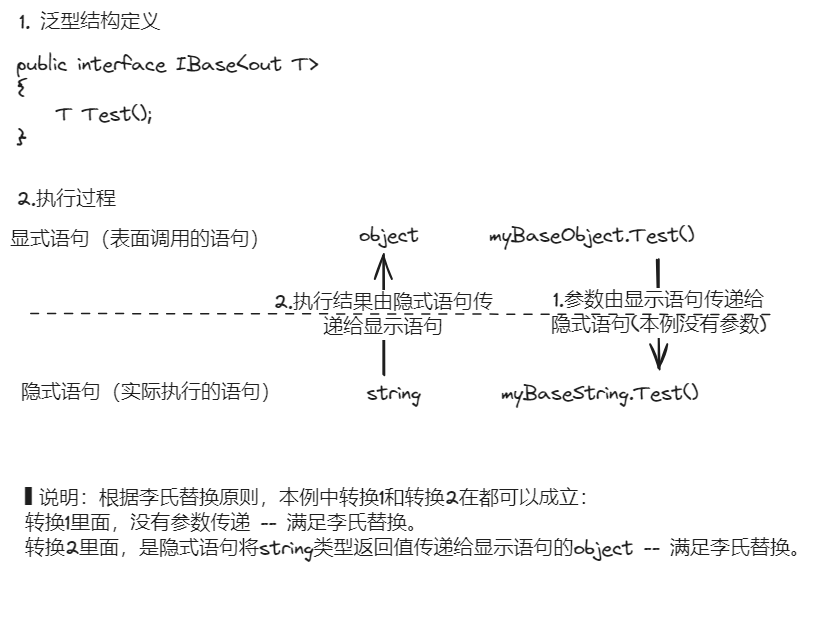 1. 泛型结构定义
public interface IBase<out T>
{
T Test();
}
2.执行过程
显式语句（表面调用的语句）
object
myBaseObject.Test()
2.执行结果由隐式语句传
递给显示语句
1.参数由显示语句传递给
隐式语句(本例没有参数)
隐式语句（实际执行的语句）
string
myBaseString.Test()
说明：根据李氏替换原则，本例中转换1和转换2在都可以成立：
转换1里面，没有参数传递 -- 满足李氏替换。
转换2里面，是隐式语句将string类型返回值传递给显示语句的object -- 满足李氏替换。